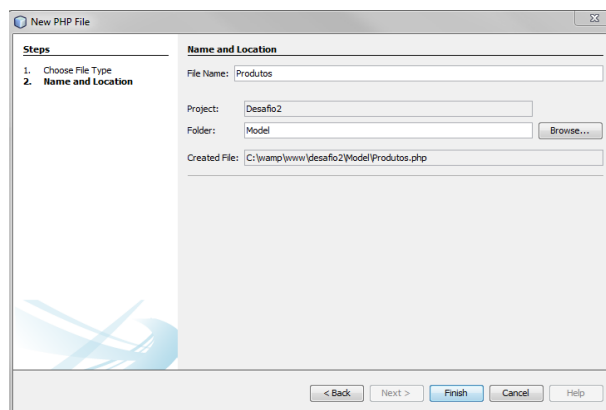 New PHP File
Steps
1. Choose File Type
2. Name and Location
Name and Location
File Name: Produtos
Project: Desafio2
Folder: Model Browse...
Created File: C:\wamp\www\desafio2\Model\Produtos.php
< Back Next > Finish Cancel Help